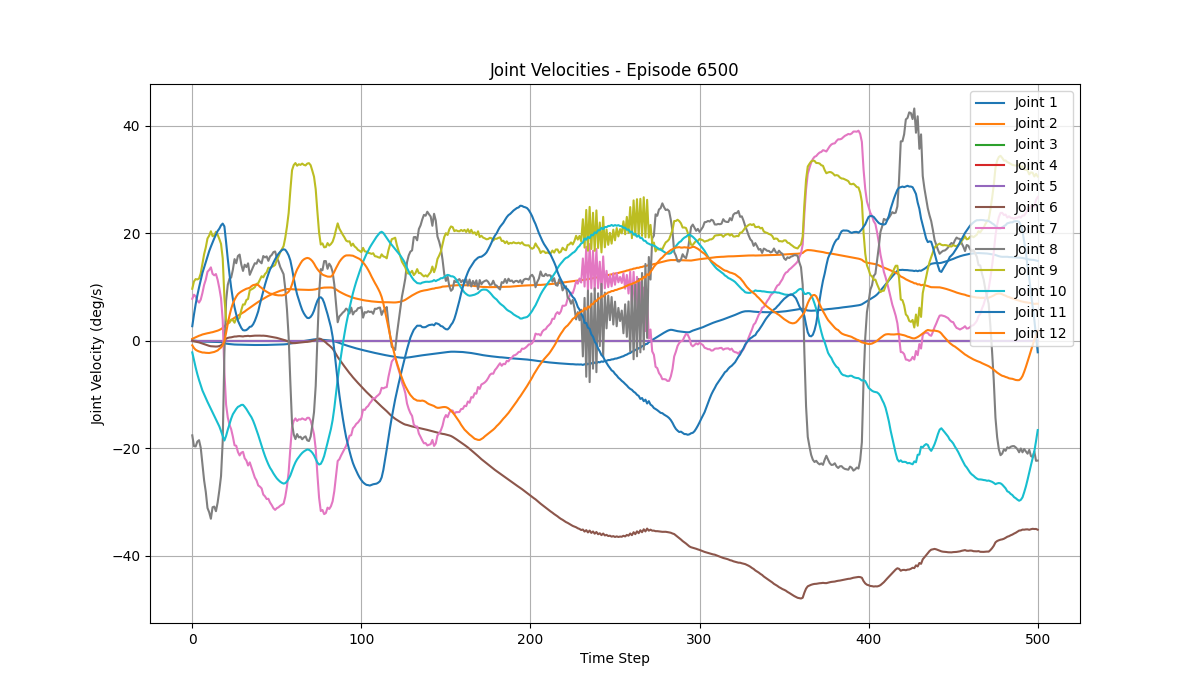 Joint Velocities - Episode 6500
Joint Velocity (deg/s)
40
20
0
−20
−40
0
100
200
300
400
500
Time Step
Joint 1
Joint 2
Joint 3
Joint 4
Joint 5
Joint 6
Joint 7
Joint 8
Joint 9
Joint 10
Joint 11
Joint 12